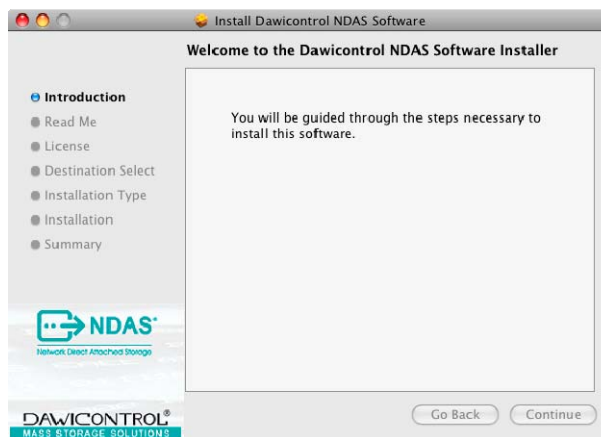 Install Dawicontrol NDAS Software
Welcome to the Dawicontrol NDAS Software Installer
Introduction
Read Me
License
Destination Select
Installation Type
Installation
Summary
You will be guided through the steps necessary to
install this software.
NDAS
Network Direct Attached Storage
DAWICONTROL®
MASS STORAGE SOLUTIONS
Go Back
Continue